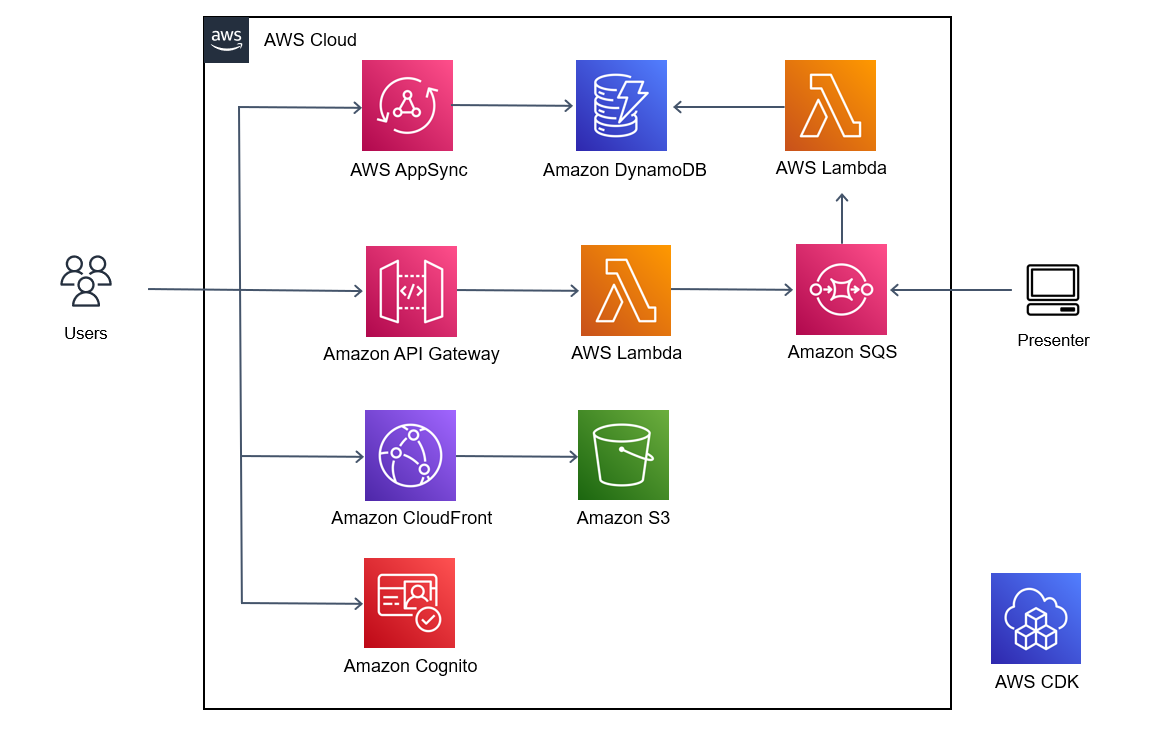 aws
AWS Cloud
AWS AppSync
Amazon DynamoDB
AWS Lambda
Users
</>
Amazon API Gateway
AWS Lambda
Amazon SQS
Presenter
Amazon CloudFront
Amazon S3
Amazon Cognito
AWS CDK